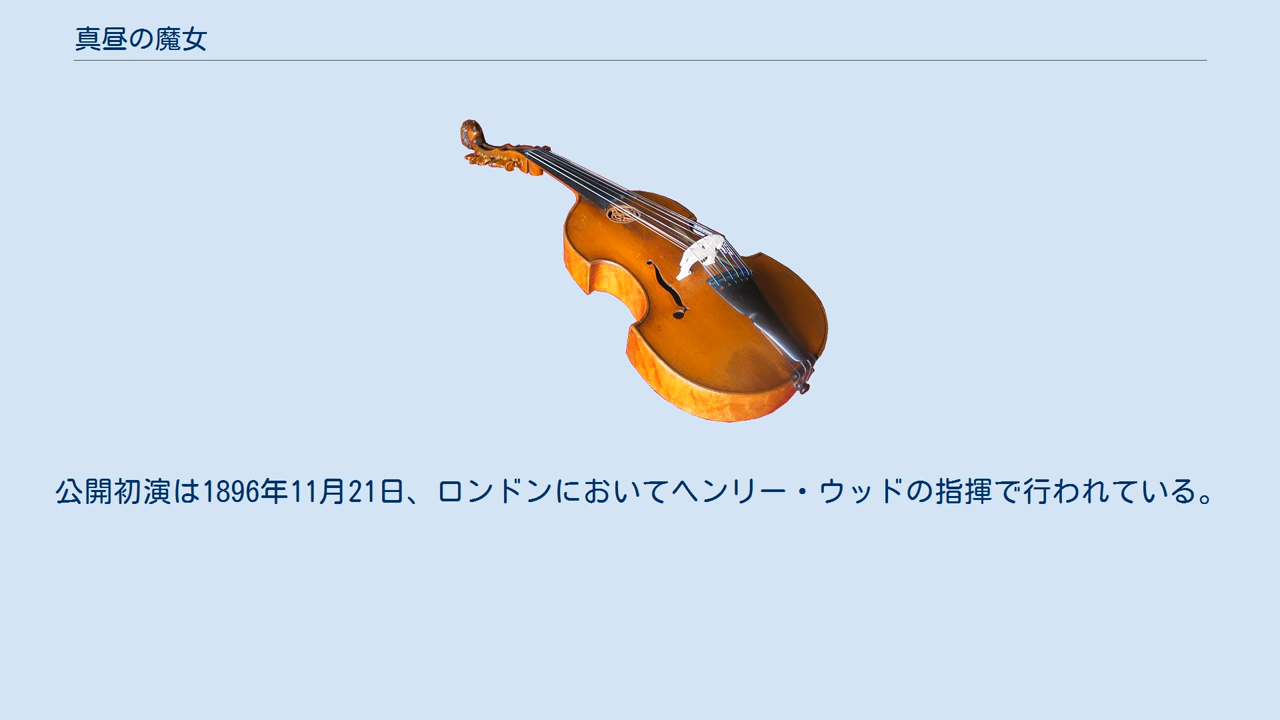 真昼の魔女
公開初演は1896年11月21日、ロンドンにおいてヘンリー・ウッドの指揮で行われている。